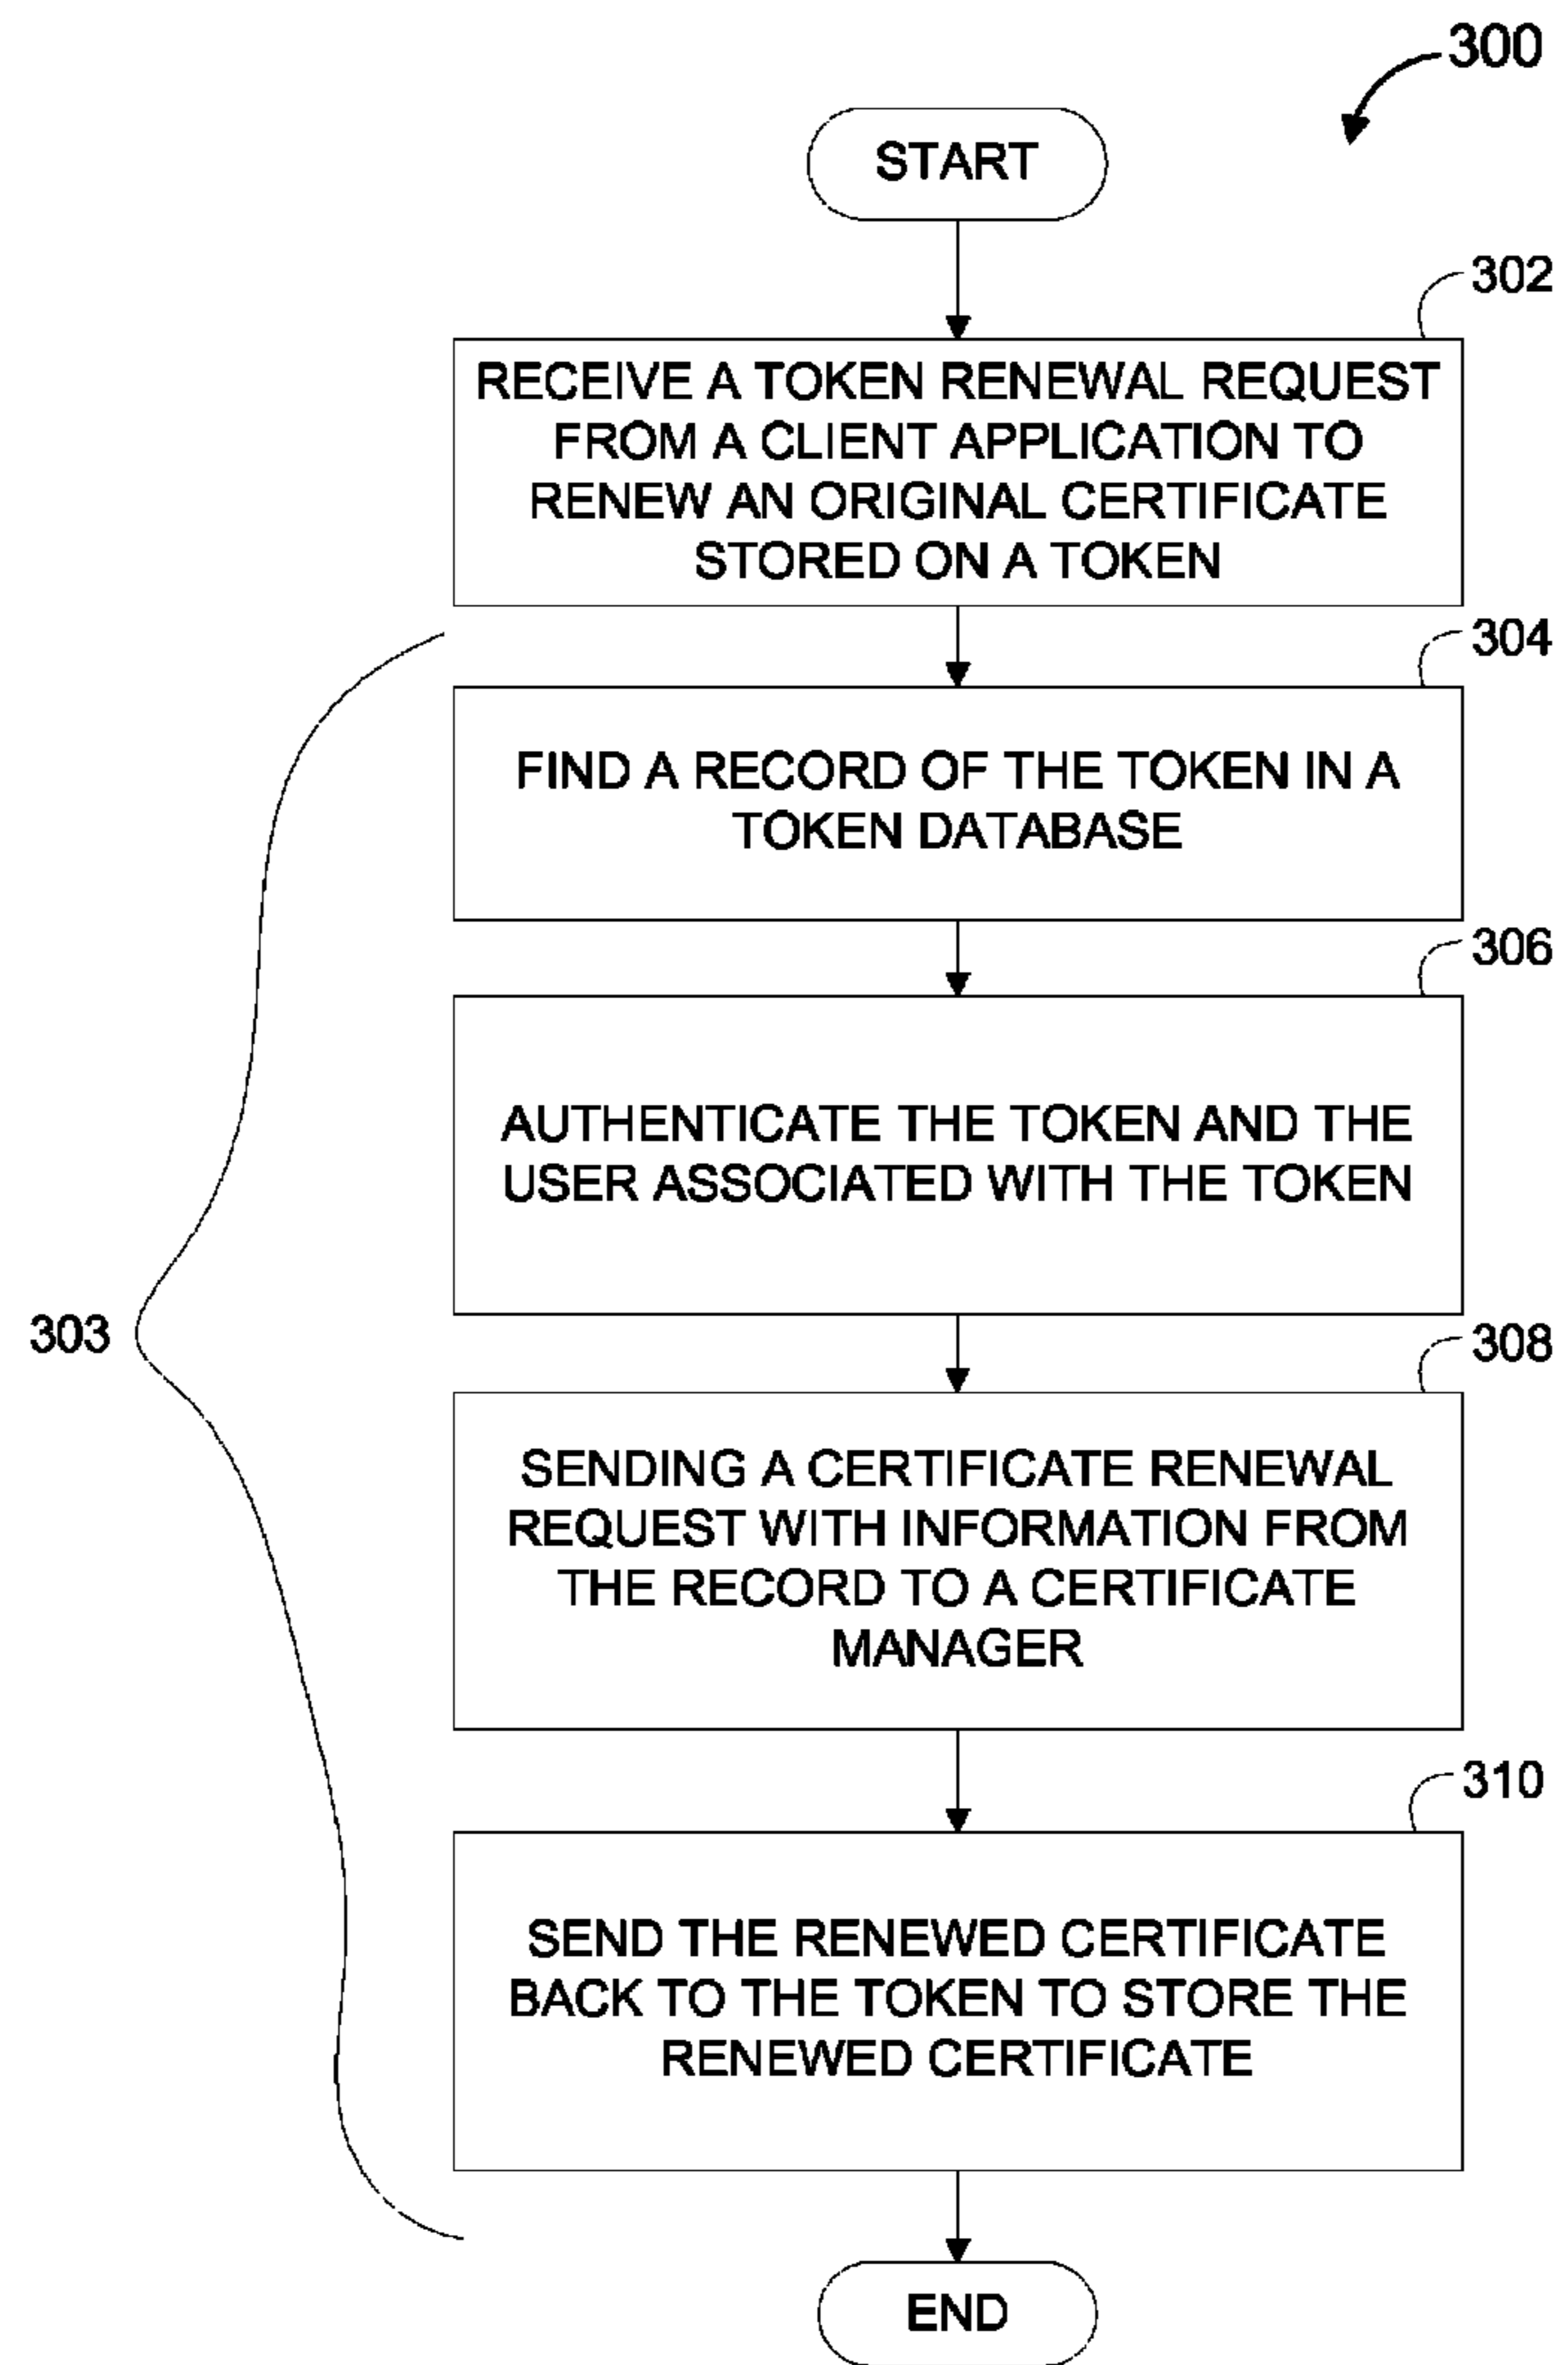 300
START
302
RECEIVE A TOKEN RENEWAL REQUEST
FROM A CLIENT APPLICATION TO
RENEW AN ORIGINAL CERTIFICATE
STORED ON A TOKEN
304
FIND A RECORD OF THE TOKEN IN A
TOKEN DATABASE
306
AUTHENTICATE THE TOKEN AND THE
USER ASSOCIATED WITH THE TOKEN
303
308
SENDING A CERTIFICATE RENEWAL
REQUEST WITH INFORMATION FROM
THE RECORD TO A CERTIFICATE
MANAGER
310
SEND THE RENEWED CERTIFICATE
BACK TO THE TOKEN TO STORE THE
RENEWED CERTIFICATE
END